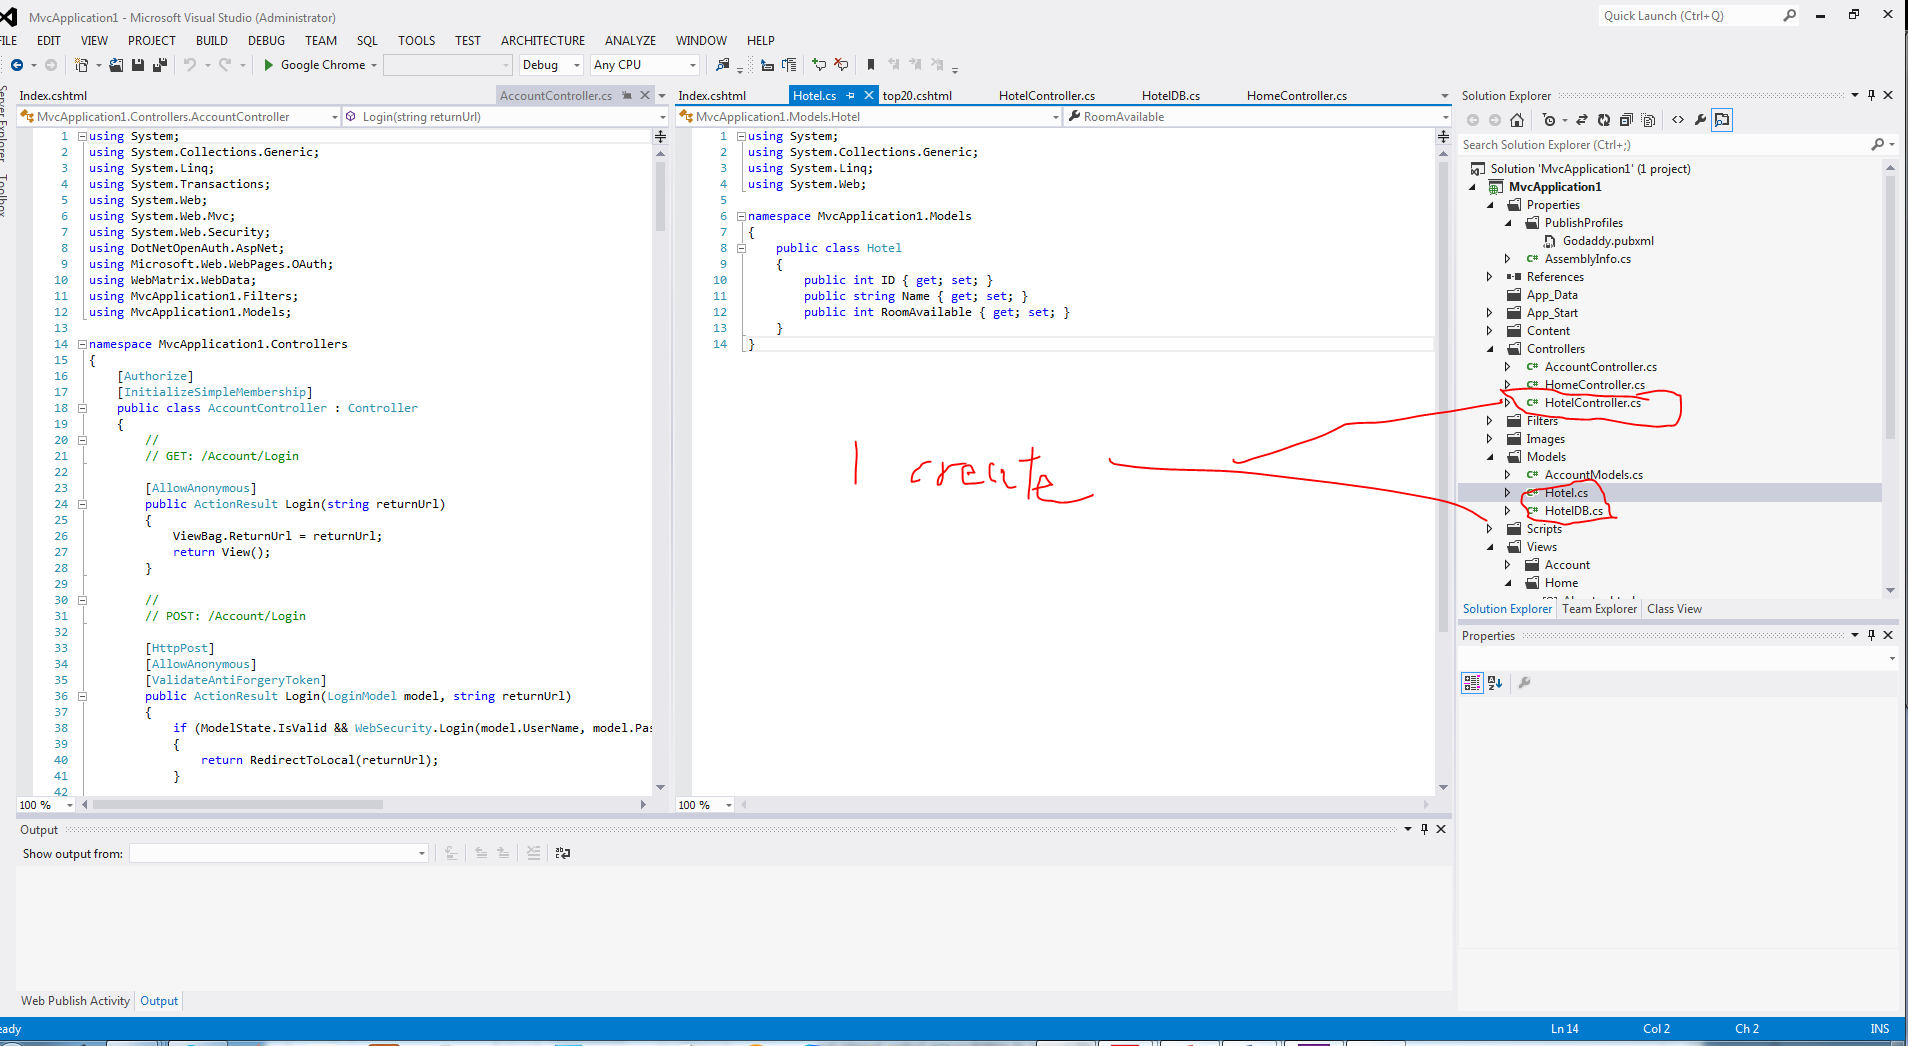 MvcApplication1 - Microsoft Visual Studio (Administrator)
Quick Launch (Ctrl+Q)
FILE EDIT VIEW PROJECT BUILD DEBUG TEAM SQL TOOLS TEST ARCHITECTURE ANALYZE WINDOW HELP
Google Chrome Debug Any CPU
Server Explorer
Toolbox
Index.cshtml AccountController.cs
MvcApplication1.Controllers.AccountController Login(string returnUrl)
1 using System;
2 using System.Collections.Generic;
3 using System.Linq;
4 using System.Transactions;
5 using System.Web;
6 using System.Web.Mvc;
7 using System.Web.Security;
8 using DotNetOpenAuth.AspNet;
9 using Microsoft.Web.WebPages.OAuth;
10 using WebMatrix.WebData;
11 using MvcApplication1.Filters;
12 using MvcApplication1.Models;
13
14 namespace MvcApplication1.Controllers
15 {
16 [Authorize]
17 [InitializeSimpleMembership]
18 public class AccountController : Controller
19 {
20 //
21 // GET: /Account/Login
22
23 [AllowAnonymous]
24 public ActionResult Login(string returnUrl)
25 {
26 ViewBag.ReturnUrl = returnUrl;
27 return View();
28 }
29
30 //
31 // POST: /Account/Login
32
33 [HttpPost]
34 [AllowAnonymous]
35 [ValidateAntiForgeryToken]
36 public ActionResult Login(LoginModel model, string returnUrl)
37 {
38 if (ModelState.IsValid && WebSecurity.Login(model.UserName, model.Pas
39 {
40 return RedirectToLocal(returnUrl);
41 }
42
100 %
Index.cshtml Hotel.cs top20.cshtml HotelController.cs HotelDB.cs HomeController.cs
MvcApplication1.Models.Hotel RoomAvailable
1 using System;
2 using System.Collections.Generic;
3 using System.Linq;
4 using System.Web;
5
6 namespace MvcApplication1.Models
7 {
8 public class Hotel
9 {
10 public int ID { get; set; }
11 public string Name { get; set; }
12 public int RoomAvailable { get; set; }
13 }
14 }
I create
100 %
Solution Explorer
Search Solution Explorer (Ctrl+;)
Solution 'MvcApplication1' (1 project)
MvcApplication1
Properties
PublishProfiles
Godaddy.pubxml
AssemblyInfo.cs
References
App_Data
App_Start
Content
Controllers
AccountController.cs
HomeController.cs
HotelController.cs
Filters
Images
Models
AccountModels.cs
Hotel.cs
HotelDB.cs
Scripts
Views
Account
Home
Solution Explorer Team Explorer Class View
Properties
Output
Show output from:
Web Publish Activity Output
eady Ln 14 Col 2 Ch 2 INS